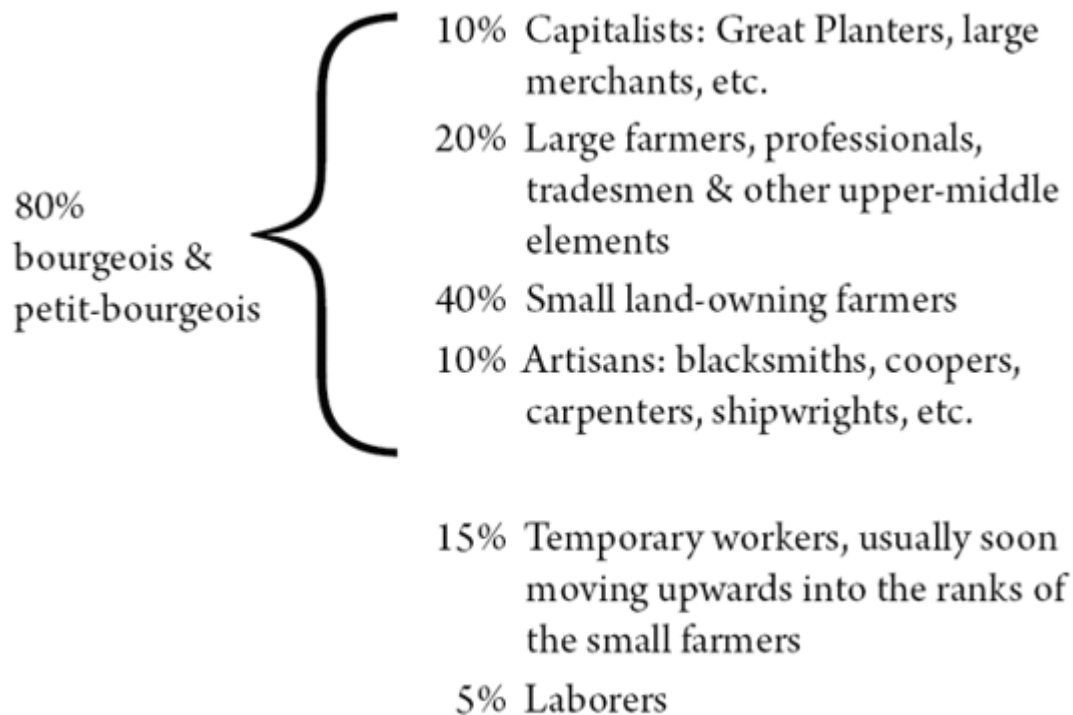 80%
bourgeois &
petit-bourgeois
10% Capitalists: Great Planters, large
merchants, etc.
20% Large farmers, professionals,
tradesmen & other upper-middle
elements
40% Small land-owning farmers
10% Artisans: blacksmiths, coopers,
carpenters, shipwrights, etc.
15% Temporary workers, usually soon
moving upwards into the ranks of
the small farmers
5% Laborers